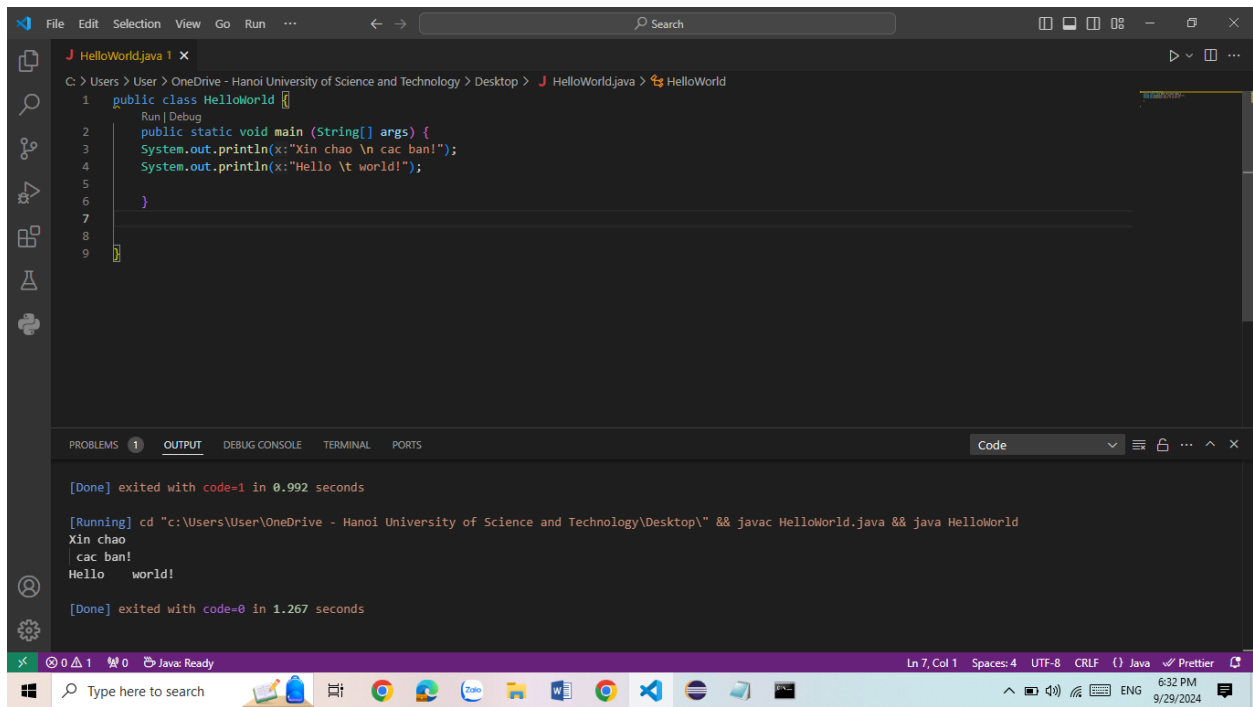 File Edit Selection View Go Run ··· Search
J HelloWorld.java 1
C: > Users > User > OneDrive - Hanoi University of Science and Technology > Desktop > J HelloWorld.java > HelloWorld
1 public class HelloWorld {
Run | Debug
2 public static void main (String[] args) {
3 System.out.println(x:"Xin chao \n cac ban!");
4 System.out.println(x:"Hello \t world!");
5
6 }
7
8
9 }
PROBLEMS 1 OUTPUT DEBUG CONSOLE TERMINAL PORTS Code
[Done] exited with code=1 in 0.992 seconds
[Running] cd "c:\Users\User\OneDrive - Hanoi University of Science and Technology\Desktop\" && javac HelloWorld.java && java HelloWorld
Xin chao
cac ban!
Hello world!
[Done] exited with code=0 in 1.267 seconds
0 1 0 Java: Ready Ln 7, Col 1 Spaces: 4 UTF-8 CRLF {} Java Prettier
Type here to search Zalo ENG 6:32 PM
9/29/2024